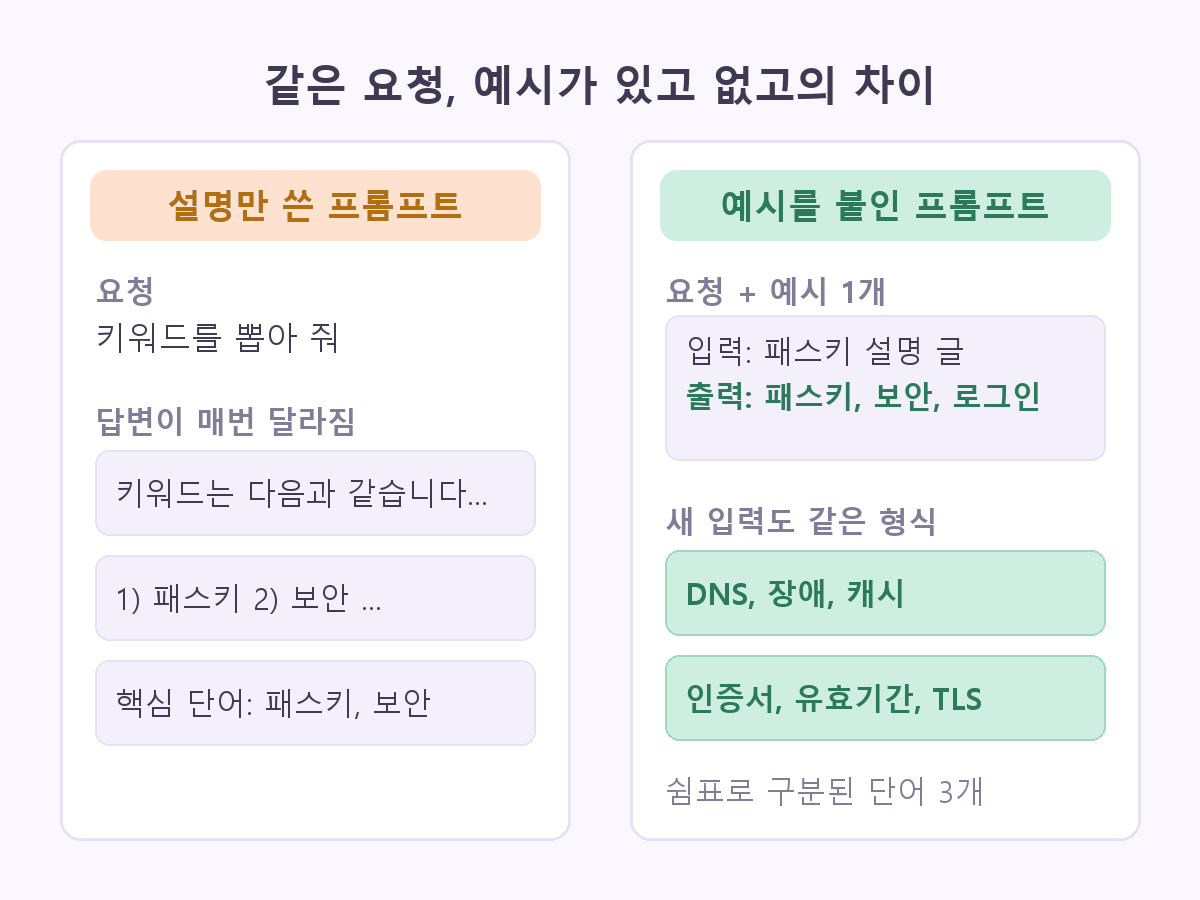 같은 요청, 예시가 있고 없고의 차이
설명만 쓴 프롬프트
요청
키워드를 뽑아 줘
답변이 매번 달라짐
키워드는 다음과 같습니다...
1) 패스키 2) 보안 ...
핵심 단어: 패스키, 보안
예시를 붙인 프롬프트
요청 + 예시 1개
입력: 패스키 설명 글
출력: 패스키, 보안, 로그인
새 입력도 같은 형식
DNS, 장애, 캐시
인증서, 유효기간, TLS
쉼표로 구분된 단어 3개